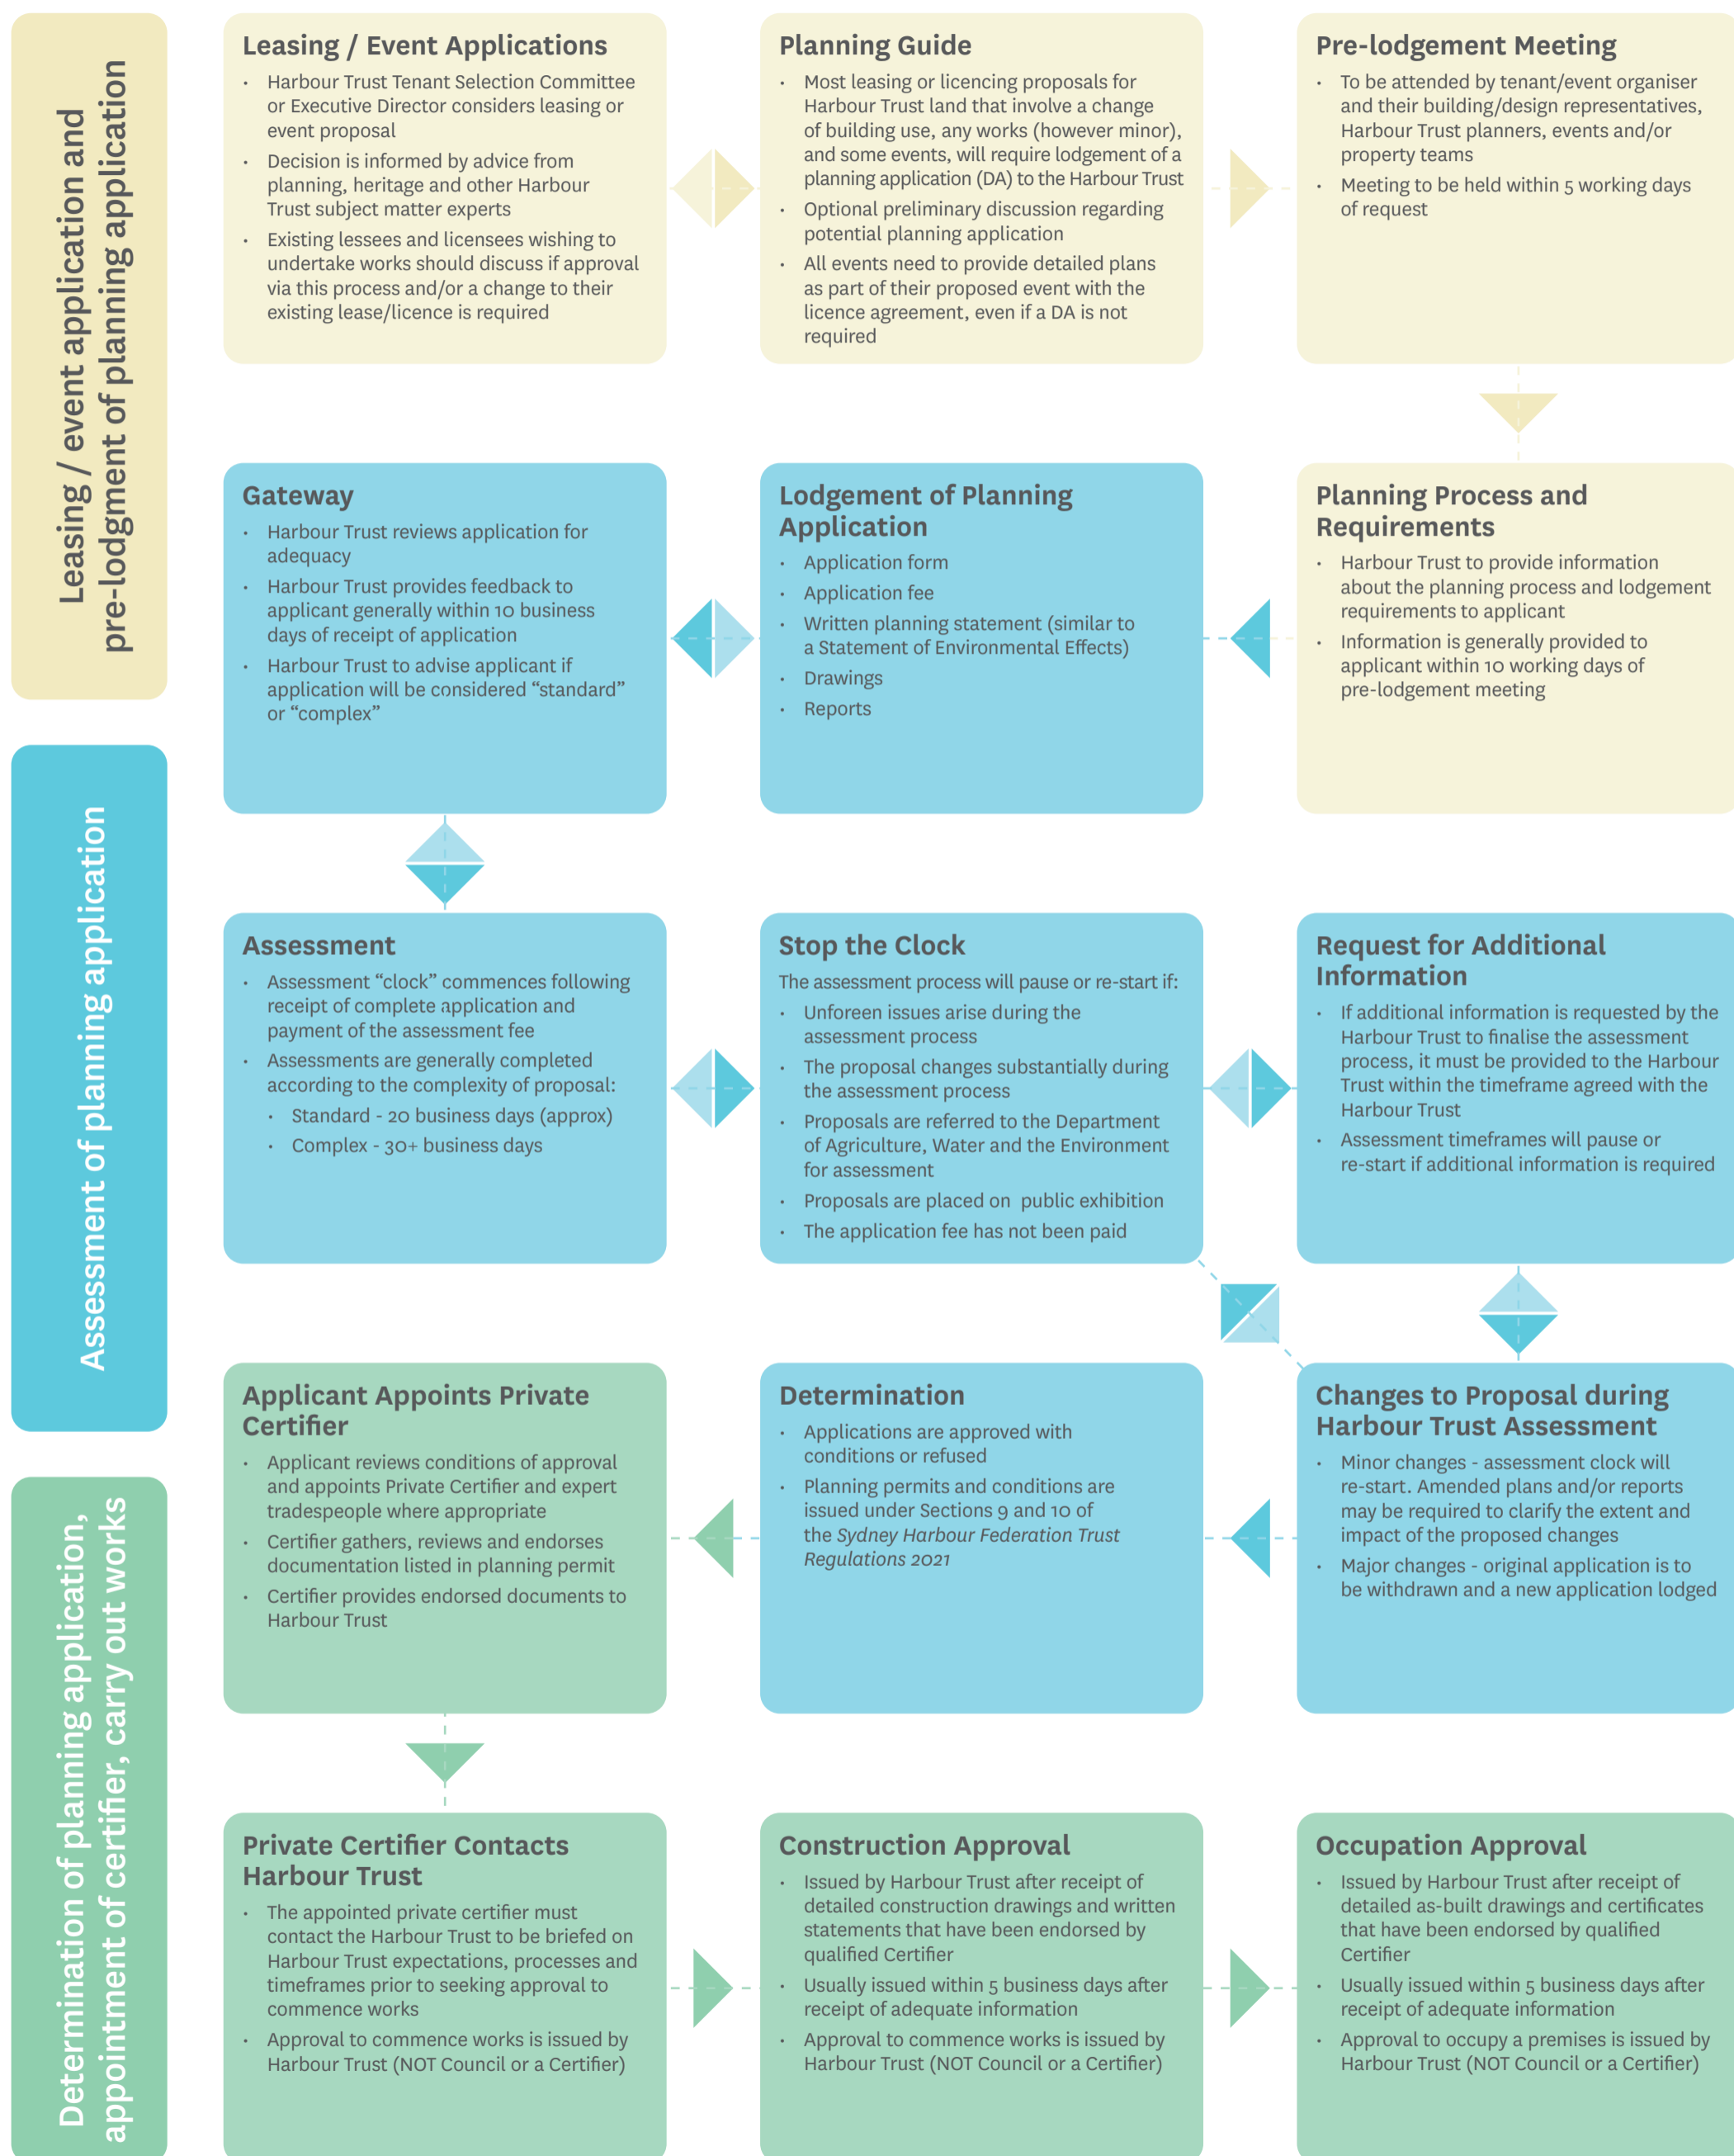 Leasing / event application and
pre-lodgment of planning application
Leasing / Event Applications
• Harbour Trust Tenant Selection Committee
or Executive Director considers leasing or
event proposal
• Decision is informed by advice from
planning, heritage and other Harbour
Trust subject matter experts
• Existing lessees and licensees wishing to
undertake works should discuss if approval
via this process and/or a change to their
existing lease/licence is required
Planning Guide
• Most leasing or licencing proposals for
Harbour Trust land that involve a change
of building use, any works (however minor),
and some events, will require lodgement of a
planning application (DA) to the Harbour Trust
• Optional preliminary discussion regarding
potential planning application
• All events need to provide detailed plans
as part of their proposed event with the
licence agreement, even if a DA is not
required
Pre-lodgement Meeting
• To be attended by tenant/event organiser
and their building/design representatives,
Harbour Trust planners, events and/or
property teams
• Meeting to be held within 5 working days
of request
Planning Process and
Requirements
• Harbour Trust to provide information
about the planning process and lodgement
requirements to applicant
• Information is generally provided to
applicant within 10 working days of
pre-lodgement meeting
Assessment of planning application
Lodgement of Planning
Application
• Application form
• Application fee
• Written planning statement (similar to
a Statement of Environmental Effects)
• Drawings
• Reports
Gateway
• Harbour Trust reviews application for
adequacy
• Harbour Trust provides feedback to
applicant generally within 10 business
days of receipt of application
• Harbour Trust to advise applicant if
application will be considered “standard”
or “complex”
Assessment
• Assessment “clock” commences following
receipt of complete application and
payment of the assessment fee
• Assessments are generally completed
according to the complexity of proposal:
• Standard - 20 business days (approx)
• Complex - 30+ business days
Stop the Clock
The assessment process will pause or re-start if:
• Unforeen issues arise during the
assessment process
• The proposal changes substantially during
the assessment process
• Proposals are referred to the Department
of Agriculture, Water and the Environment
for assessment
• Proposals are placed on public exhibition
• The application fee has not been paid
Request for Additional
Information
• If additional information is requested by the
Harbour Trust to finalise the assessment
process, it must be provided to the Harbour
Trust within the timeframe agreed with the
Harbour Trust
• Assessment timeframes will pause or
re-start if additional information is required
Changes to Proposal during
Harbour Trust Assessment
• Minor changes - assessment clock will
re-start. Amended plans and/or reports
may be required to clarify the extent and
impact of the proposed changes
• Major changes - original application is to
be withdrawn and a new application lodged
Determination
• Applications are approved with
conditions or refused
• Planning permits and conditions are
issued under Sections 9 and 10 of
the Sydney Harbour Federation Trust
Regulations 2021
Determination of planning application,
appointment of certifier, carry out works
Applicant Appoints Private
Certifier
• Applicant reviews conditions of approval
and appoints Private Certifier and expert
tradespeople where appropriate
• Certifier gathers, reviews and endorses
documentation listed in planning permit
• Certifier provides endorsed documents to
Harbour Trust
Private Certifier Contacts
Harbour Trust
• The appointed private certifier must
contact the Harbour Trust to be briefed on
Harbour Trust expectations, processes and
timeframes prior to seeking approval to
commence works
• Approval to commence works is issued by
Harbour Trust (NOT Council or a Certifier)
Construction Approval
• Issued by Harbour Trust after receipt of
detailed construction drawings and written
statements that have been endorsed by
qualified Certifier
• Usually issued within 5 business days after
receipt of adequate information
• Approval to commence works is issued by
Harbour Trust (NOT Council or a Certifier)
Occupation Approval
• Issued by Harbour Trust after receipt of
detailed as-built drawings and certificates
that have been endorsed by qualified
Certifier
• Usually issued within 5 business days after
receipt of adequate information
• Approval to occupy a premises is issued by
Harbour Trust (NOT Council or a Certifier)